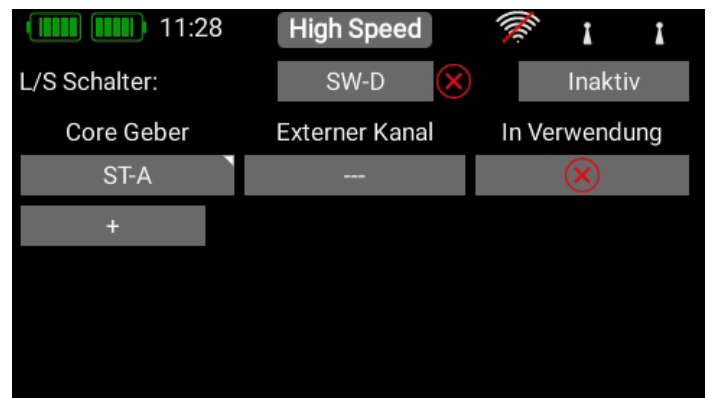 11:28 High Speed
L/S Schalter: SW-D Inaktiv
Core Geber Externer Kanal In Verwendung
ST-A ---
+